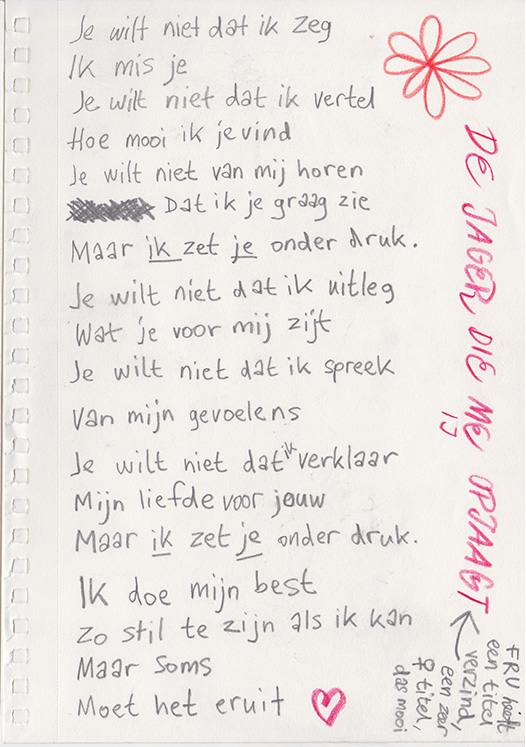 Je wilt niet dat ik zeg
Ik mis je
Je wilt niet dat ik vertel
Hoe mooi ik je vind
Je wilt niet van mij horen
Dat ik je graag zie
Maar ik zet je onder druk.
Je wilt niet dat ik uitleg
Wat je voor mij zijt
Je wilt niet dat ik spreek
Van mijn gevoelens
Je wilt niet dat ik verklaar
Mijn liefde voor jouw
Maar ik zet je onder druk.
IK doe mijn best
Zo stil te zijn als ik kan
Maar Soms
Moet het eruit
DE JAGER DIE ME OPJAAGT
IJ
FRU heeft
een titel
verzind,
een zeer
♀ titel,
das mooi